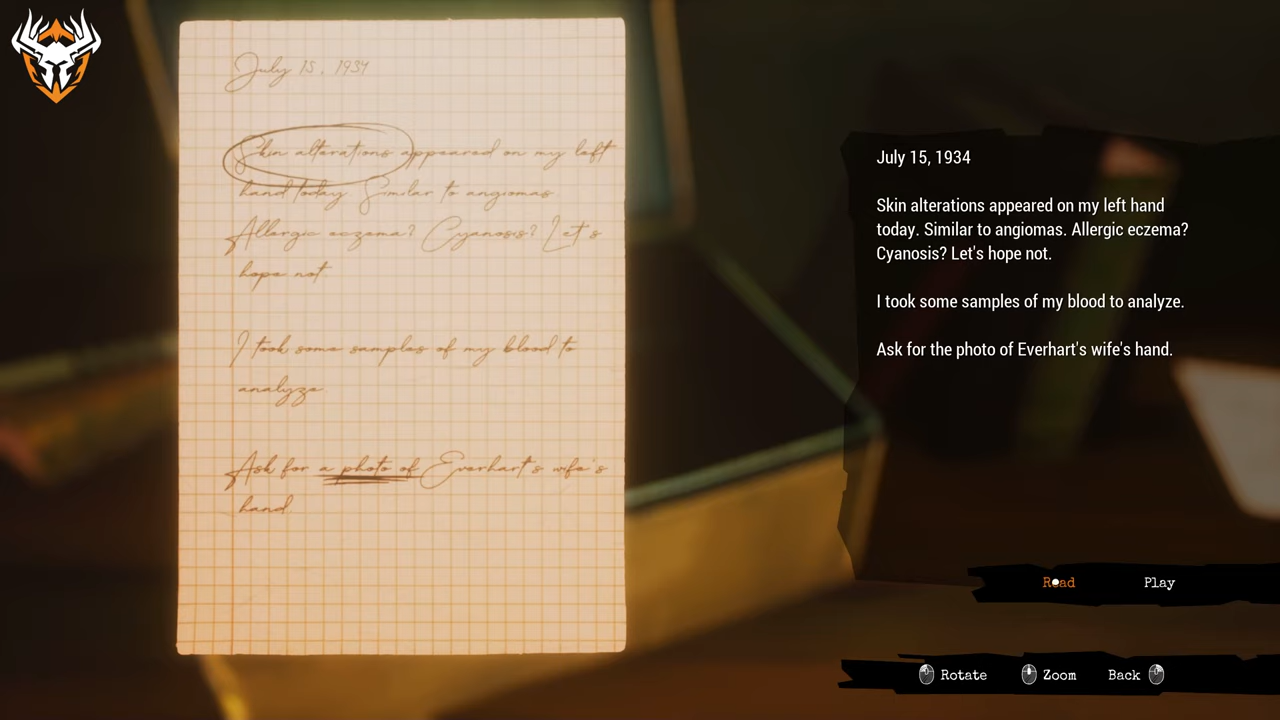 July 15, 1934
Skin alterations appeared on my left
hand today Similar to angiomas
Allergic eczema? Cyanosis? Let's
hope not
I took some samples of my blood to
analyze
Ask for a photo of Everhart's wife's
hand
July 15, 1934
Skin alterations appeared on my left hand
today. Similar to angiomas. Allergic eczema?
Cyanosis? Let's hope not.
I took some samples of my blood to analyze.
Ask for the photo of Everhart's wife's hand.
Read Play
Rotate Zoom Back